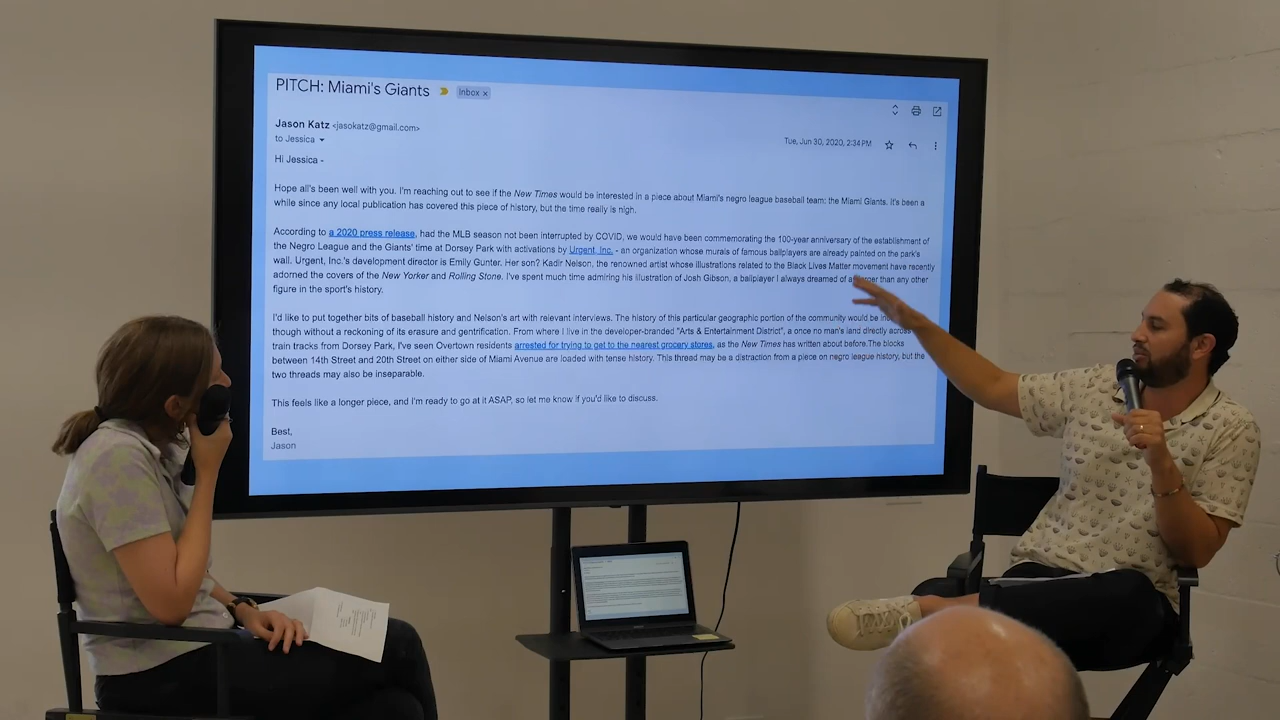 PITCH: Miami's Giants Inbox x
Jason Katz <jasokatz@gmail.com>
to Jessica
Tue, Jun 30, 2020, 2:34 PM
Hi Jessica -
Hope all's been well with you. I'm reaching out to see if the New Times would be interested in a piece about Miami's negro league baseball team: the Miami Giants. It's been a
while since any local publication has covered this piece of history, but the time really is nigh.
According to a 2020 press release, had the MLB season not been interrupted by COVID, we would have been commemorating the 100-year anniversary of the establishment of
the Negro League and the Giants' time at Dorsey Park with activations by Urgent, Inc. - an organization whose murals of famous ballplayers are already painted on the park's
wall. Urgent, Inc.'s development director is Emily Gunter. Her son? Kadir Nelson, the renowned artist whose illustrations related to the Black Lives Matter movement have recently
adorned the covers of the New Yorker and Rolling Stone. I've spent much time admiring his illustration of Josh Gibson, a ballplayer I always dreamed of as larger than any other
figure in the sport's history.
I'd like to put together bits of baseball history and Nelson's art with relevant interviews. The history of this particular geographic portion of the community would be
though without a reckoning of its erasure and gentrification. From where I live in the developer-branded "Arts & Entertainment District", a once no man's land directly across
train tracks from Dorsey Park, I've seen Overtown residents arrested for trying to get to the nearest grocery stores, as the New Times has written about before.The blocks
between 14th Street and 20th Street on either side of Miami Avenue are loaded with tense history. This thread may be a distraction from a piece on negro league history, but the
two threads may also be inseparable.
This feels like a longer piece, and I'm ready to go at it ASAP, so let me know if you'd like to discuss.
Best,
Jason